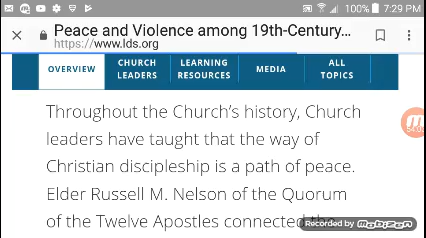 100% 7:29 PM
Peace and Violence among 19th-Century...
https://www.lds.org
OVERVIEW
CHURCH LEADERS
LEARNING RESOURCES
MEDIA
ALL TOPICS
Throughout the Church's history, Church
leaders have taught that the way of
Christian discipleship is a path of peace.
Elder Russell M. Nelson of the Quorum
of the Twelve Apostles connected the
Recorded by Mobizen